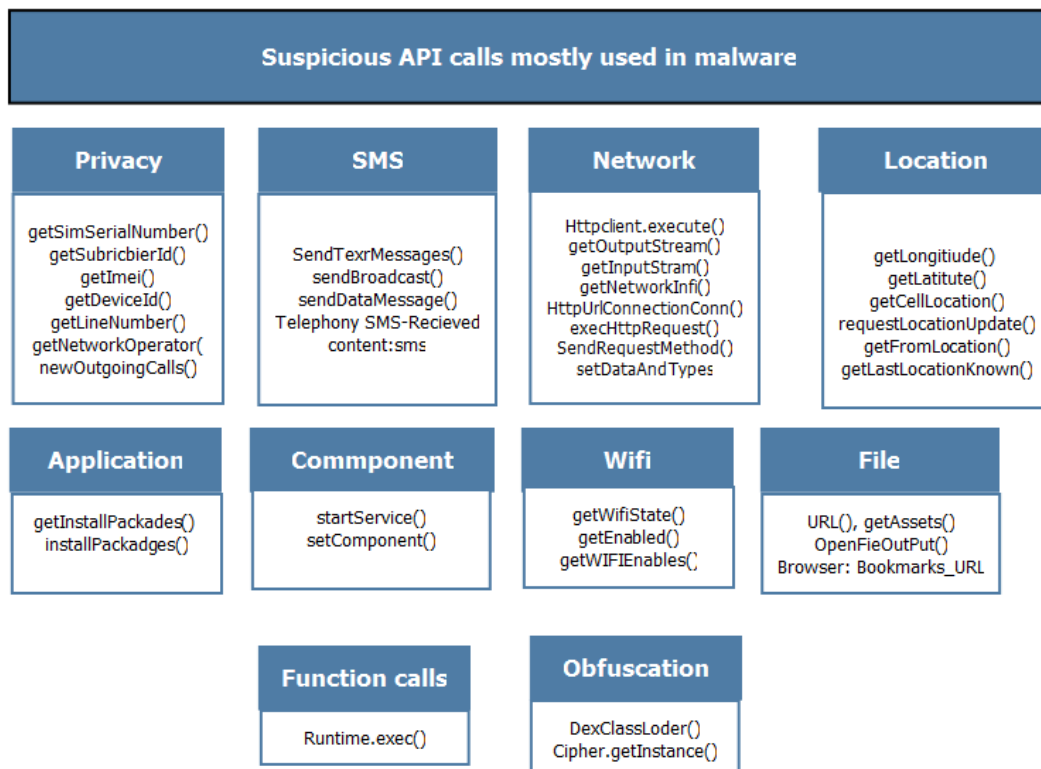 Suspicious API calls mostly used in malware
Privacy
getSimSerialNumber()
getSubricbierId()
getImei()
getDeviceId()
getLineNumber()
getNetworkOperator(
newOutgoingCalls()
SMS
SendTexrMessages()
sendBroadcast()
sendDataMessage()
Telephony SMS-Recieved
content:sms
Network
Httpclient.execute()
getOutputStream()
getInputStram()
getNetworkInfi()
HttpUrlConnectionConn()
execHttpRequest()
SendRequestMethod()
setDataAndTypes
Location
getLongitiude()
getLatitute()
getCellLocation()
requestLocationUpdate()
getFromLocation()
getLastLocationKnown()
Application
getInstallPackades()
installPackadges()
Commponent
startService()
setComponent()
Wifi
getWifiState()
getEnabled()
getWIFIEnables()
File
URL(), getAssets()
OpenFieOutPut()
Browser: Bookmarks_URL
Function calls
Runtime.exec()
Obfuscation
DexClassLoder()
Cipher.getInstance()